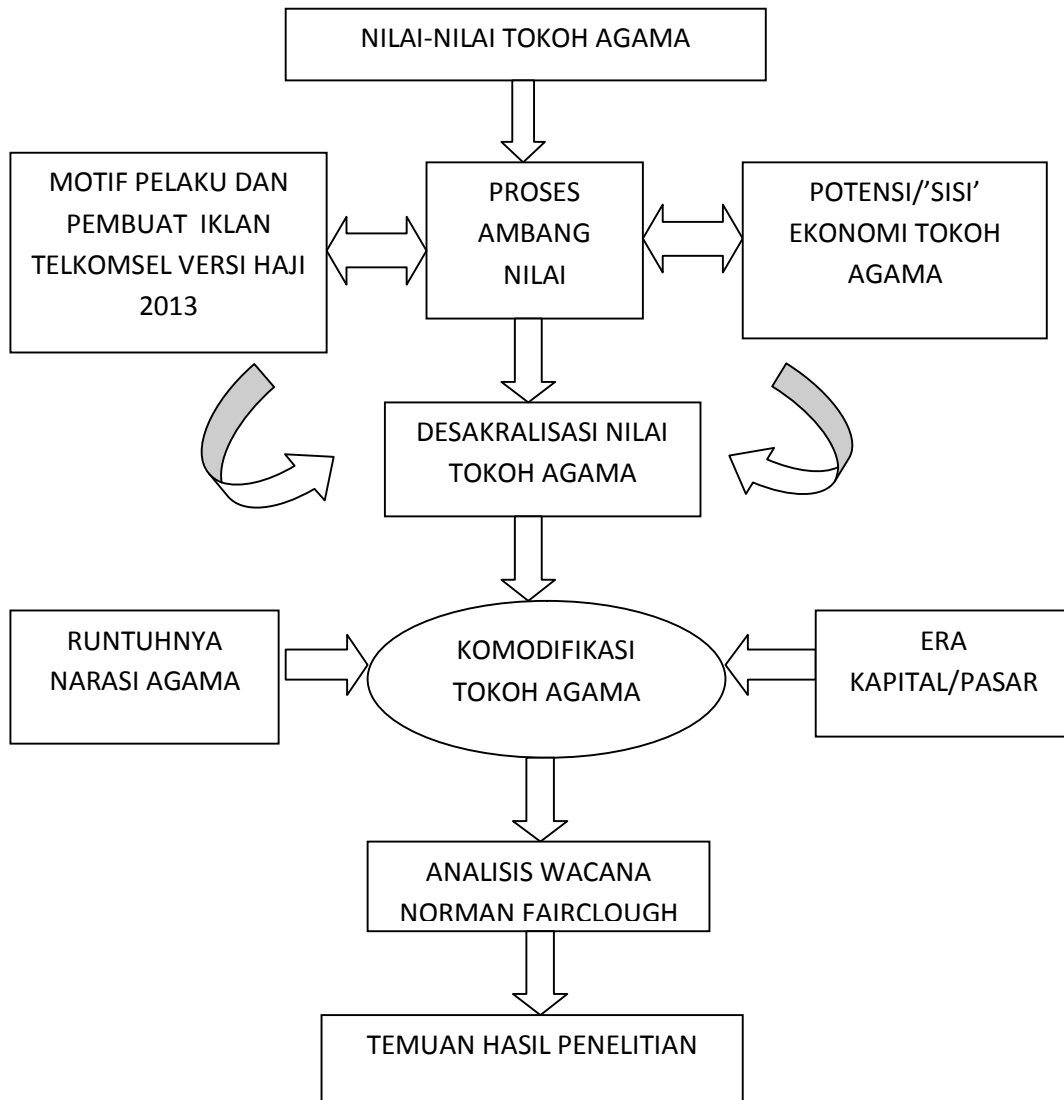 NILAI-NILAI TOKOH AGAMA
MOTIF PELAKU DAN
PEMBUAT IKLAN
TELKOMSEL VERSI HAJI
2013
PROSES
AMBANG
NILAI
POTENSI/’SISI’
EKONOMI TOKOH
AGAMA
DESAKRALISASI NILAI
TOKOH AGAMA
RUNTUHNYA
NARASI AGAMA
KOMODIFIKASI
TOKOH AGAMA
ERA
KAPITAL/PASAR
ANALISIS WACANA
NORMAN FAIRCLOUGH
TEMUAN HASIL PENELITIAN